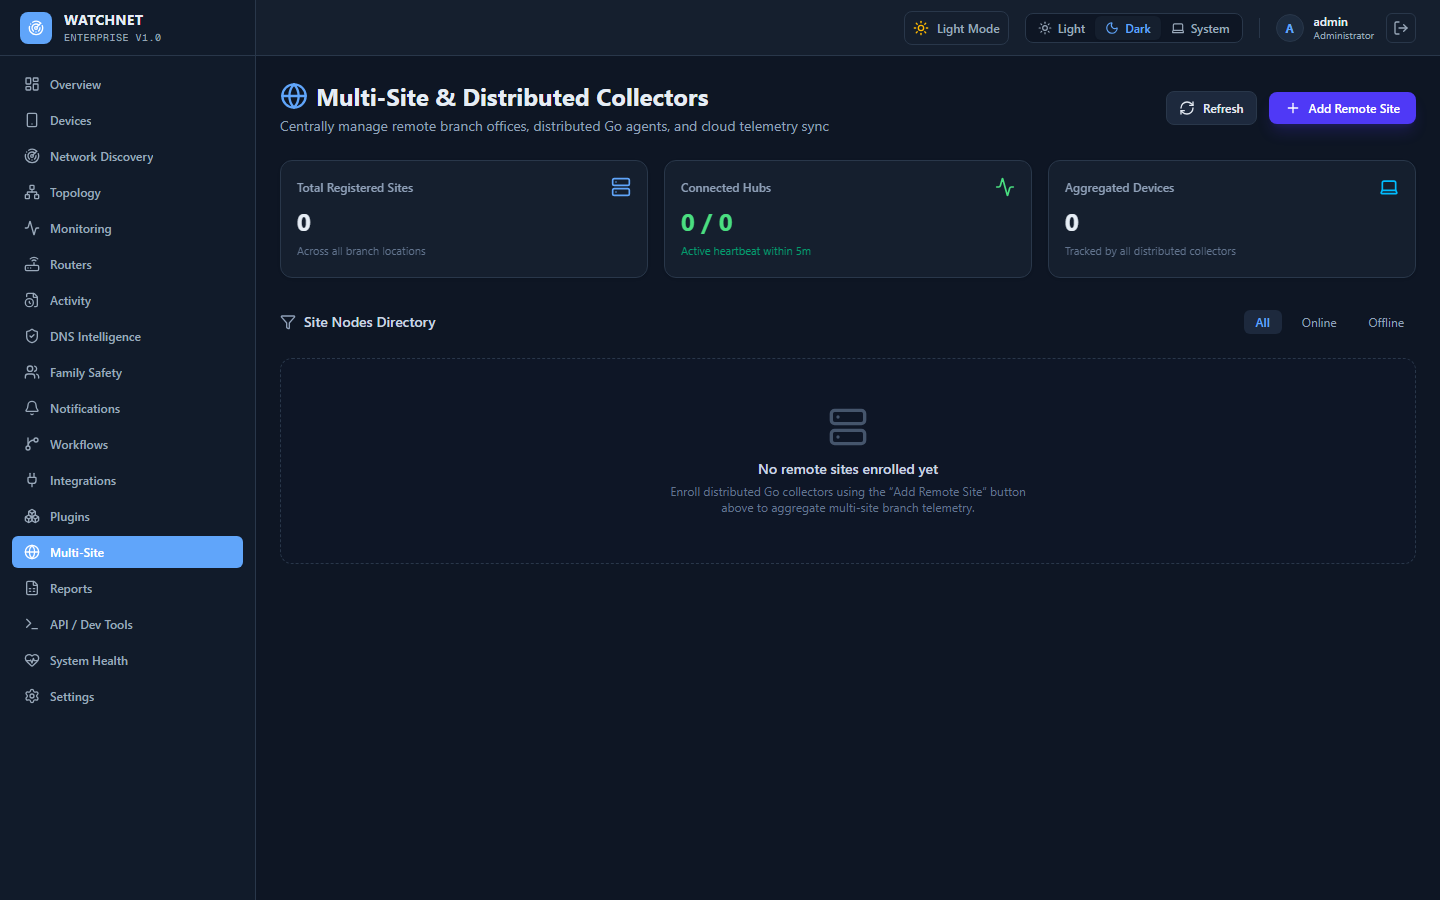 WATCHNET
ENTERPRISE V1.0
Light Mode
Light
Dark
System
A
admin
Administrator
Overview
Devices
Network Discovery
Topology
Monitoring
Routers
Activity
DNS Intelligence
Family Safety
Notifications
Workflows
Integrations
Plugins
Multi-Site
Reports
API / Dev Tools
System Health
Settings
Multi-Site & Distributed Collectors
Centrally manage remote branch offices, distributed Go agents, and cloud telemetry sync
Refresh
Add Remote Site
Total Registered Sites
0
Across all branch locations
Connected Hubs
0 / 0
Active heartbeat within 5m
Aggregated Devices
0
Tracked by all distributed collectors
Site Nodes Directory
All
Online
Offline
No remote sites enrolled yet
Enroll distributed Go collectors using the "Add Remote Site" button
above to aggregate multi-site branch telemetry.